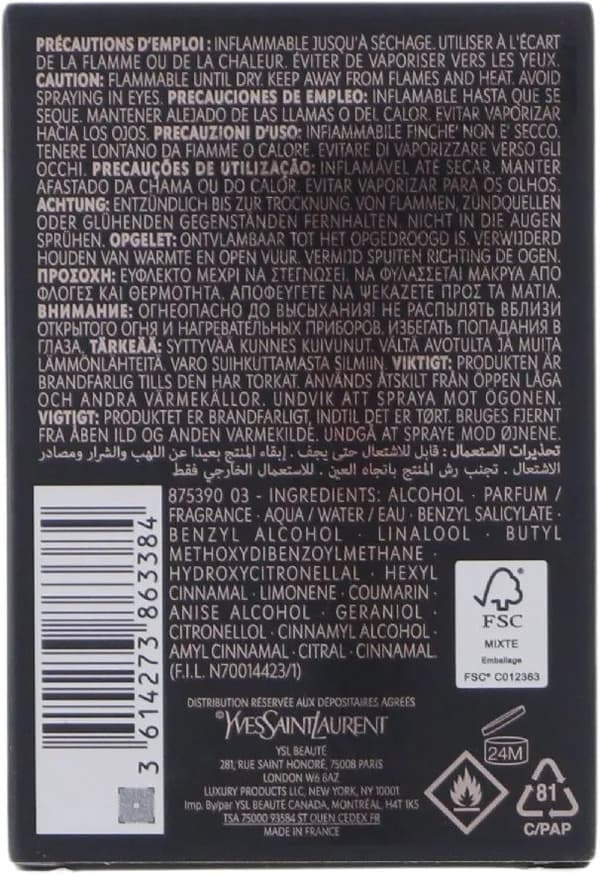 PRÉCAUTIONS D'EMPLOI : INFLAMMABLE JUSQU'À SÉCHAGE. UTILISER À L'ÉCART
DE LA FLAMME OU DE LA CHALEUR. ÉVITER DE VAPORISER VERS LES YEUX.
CAUTION: FLAMMABLE UNTIL DRY. KEEP AWAY FROM FLAMES AND HEAT. AVOID
SPRAYING IN EYES. PRECAUCIONES DE EMPLEO: INFLAMABLE HASTA QUE SE
SEQUE. MANTENER ALEJADO DE LAS LLAMAS O DEL CALOR. EVITAR VAPORIZAR
HACIA LOS OJOS. PRECAUZIONI D'USO: INFIAMMABILE FINCHE' NON E' SECCO.
TENERE LONTANO DA FIAMME O CALORE. EVITARE DI VAPORIZZARE VERSO GLI
OCCHI. PRECAUÇÕES DE UTILIZAÇÃO: INFLAMÁVEL ATÉ SECAR. MANTER
AFASTADO DA CHAMA OU DO CALOR. EVITAR VAPORIZAR PARA OS OLHOS.
ACHTUNG: ENTZÜNDLICH BIS ZUR TROCKNUNG. VON FLAMMEN, ZÜNDQUELLEN
ODER GLÜHENDEN GEGENSTÄNDEN FERNHALTEN. NICHT IN DIE AUGEN
SPRÜHEN. OPGELET: ONTVLAMBAAR TOT HET OPGEDROOGD IS. VERWIJDERD
HOUDEN VAN WARMTE EN OPEN VUUR. VERMIJD SPUITEN RICHTING DE OGEN.
ΠΡΟΣΟΧΗ: ΕΥΦΛΕΚΤΟ ΜΕΧΡΙ ΝΑ ΣΤΕΓΝΩΣΕΙ. ΝΑ ΦΥΛΑΣΣΕΤΑΙ ΜΑΚΡΥΑ ΑΠΟ
ΦΛΟΓΕΣ ΚΑΙ ΘΕΡΜΟΤΗΤΑ. ΑΠΟΦΕΥΓΕΤΕ ΝΑ ΨΕΚΑΖΕΤΕ ΠΡΟΣ ΤΑ ΜΑΤΙΑ.
ВНИМАНИЕ: ОГНЕОПАСНО ДО ВЫСЫХАНИЯ! НЕ РАСПЫЛЯТЬ ВБЛИЗИ
ОТКРЫТОГО ОГНЯ И НАГРЕВАТЕЛЬНЫХ ПРИБОРОВ. ИЗБЕГАТЬ ПОПАДАНИЯ В
ГЛАЗА. TÄRKEÄÄ: SYTTYVÄÄ KUNNES KUIVUNUT. VÄLTÄ AVOTULTA JA MUITA
LÄMMÖNLÄHTEITÄ. VARO SUIHKUTTAMASTA SILMIIN. VIKTIGT: PRODUKTEN ÄR
BRANDFARLIG TILLS DEN HAR TORKAT. ANVÄNDS ÅTSKILT FRÅN ÖPPEN LÅGA
OCH ANDRA VÄRMEKÄLLOR. UNDVIK ATT SPRAYA MOT ÖGONEN.
VIGTIGT: PRODUKTET ER BRANDFARLIGT, INDTIL DET ER TØRT. BRUGES FJERNT
FRA ÅBEN ILD OG ANDEN VARMEKILDE. UNDGÅ AT SPRAYE MOD ØJNENE.
تحذيرات الاستعمال: قابل للاشتعال حتى يجف. إبقاء المنتج بعيدا عن اللهب والشرار ومصادر
الاشتعال. تجنب رش المنتج باتجاه العين. للاستعمال الخارجي فقط
875390 03 - INGREDIENTS: ALCOHOL · PARFUM /
FRAGRANCE · AQUA / WATER / EAU · BENZYL SALICYLATE ·
BENZYL ALCOHOL · LINALOOL · BUTYL
METHOXYDIBENZOYLMETHANE ·
HYDROXYCITRONELLAL · HEXYL
CINNAMAL · LIMONENE · COUMARIN ·
ANISE ALCOHOL · GERANIOL ·
CITRONELLOL · CINNAMYL ALCOHOL ·
AMYL CINNAMAL · CITRAL · CINNAMAL.
(F.I.L. N70014423/1)
3 614273 863384
FSC
MIXTE
Emballage
FSC® C012363
DISTRIBUTION RÉSERVÉE AUX DÉPOSITAIRES AGRÉÉS
©YVESSAINTLAURENT
YSL BEAUTÉ
281, RUE SAINT HONORÉ, 75008 PARIS
LONDON W6 8AZ
LUXURY PRODUCTS LLC, NEW YORK, NY 10001
Imp. By/par YSL BEAUTÉ CANADA, MONTRÉAL H4T 1K5
TSA 75000 93584 ST OUEN CEDEX FR
MADE IN FRANCE
24M
81
C/PAP